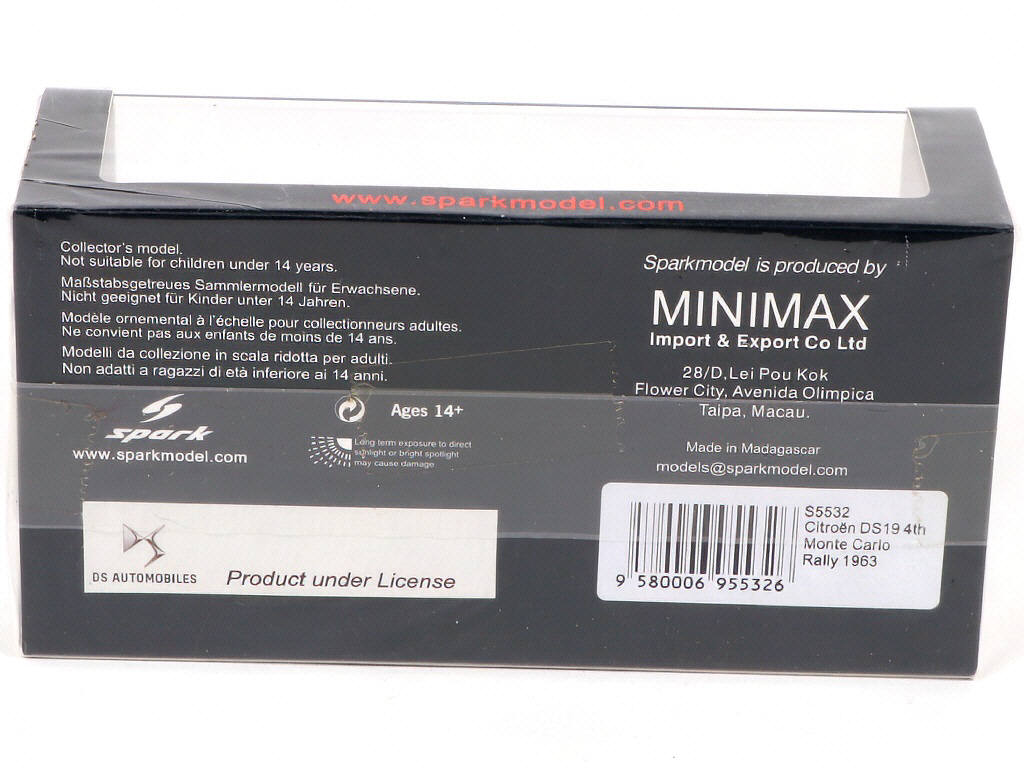 www.sparkmodel.com
Collector's model.
Not suitable for children under 14 years.
Maßstabsgetreues Sammlermodell für Erwachsene.
Nicht geeignet für Kinder unter 14 Jahren.
Modèle ornemental à l'échelle pour collectionneurs adultes.
Ne convient pas aux enfants de moins de 14 ans.
Modelli da collezione in scala ridotta per adulti.
Non adatti a ragazzi di età inferiore ai 14 anni.
spark
www.sparkmodel.com
Ages 14+
Long term exposure to direct
sunlight or bright spotlight
may cause damage
Sparkmodel is produced by
MINIMAX
Import & Export Co Ltd
28/D,Lei Pou Kok
Flower City, Avenida Olimpica
Taipa, Macau.
Made in Madagascar
models@sparkmodel.com
DS AUTOMOBILES
Product under License
S5532
Citroën DS19 4th
Monte Carlo
Rally 1963
9 580006 955326